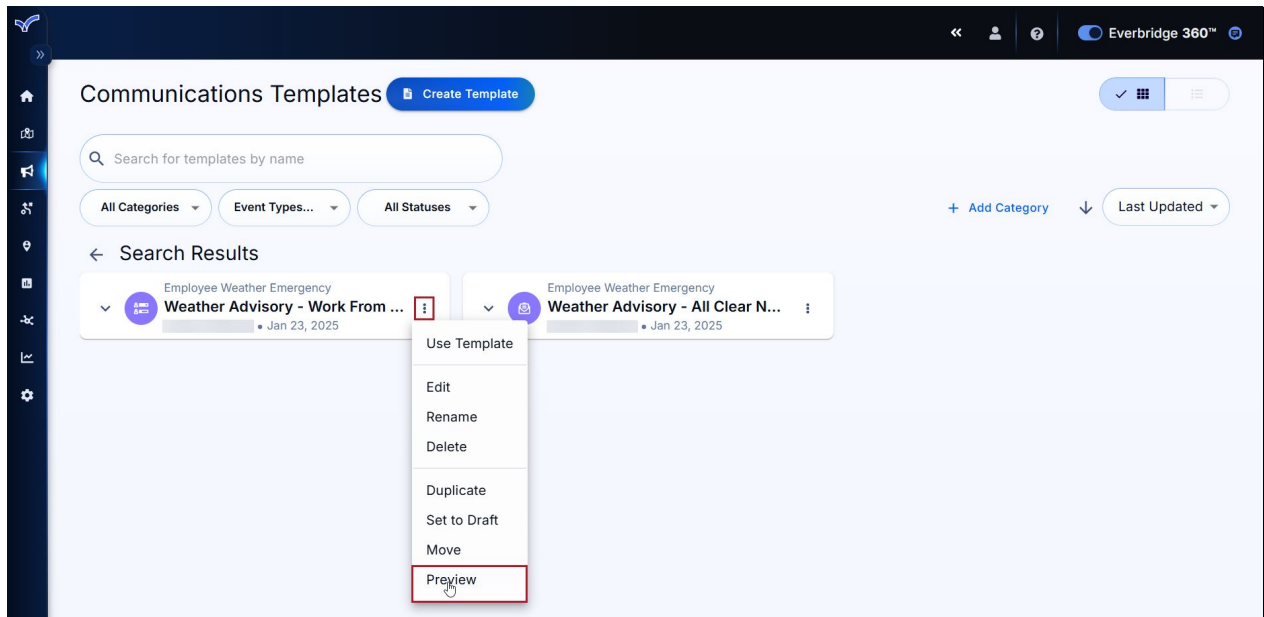 Everbridge 360™
Communications Templates
Create Template
Search for templates by name
All Categories
Event Types...
All Statuses
+ Add Category
Last Updated
Search Results
Employee Weather Emergency
Weather Advisory - Work From ...
• Jan 23, 2025
Employee Weather Emergency
Weather Advisory - All Clear N...
• Jan 23, 2025
Use Template
Edit
Rename
Delete
Duplicate
Set to Draft
Move
Preview